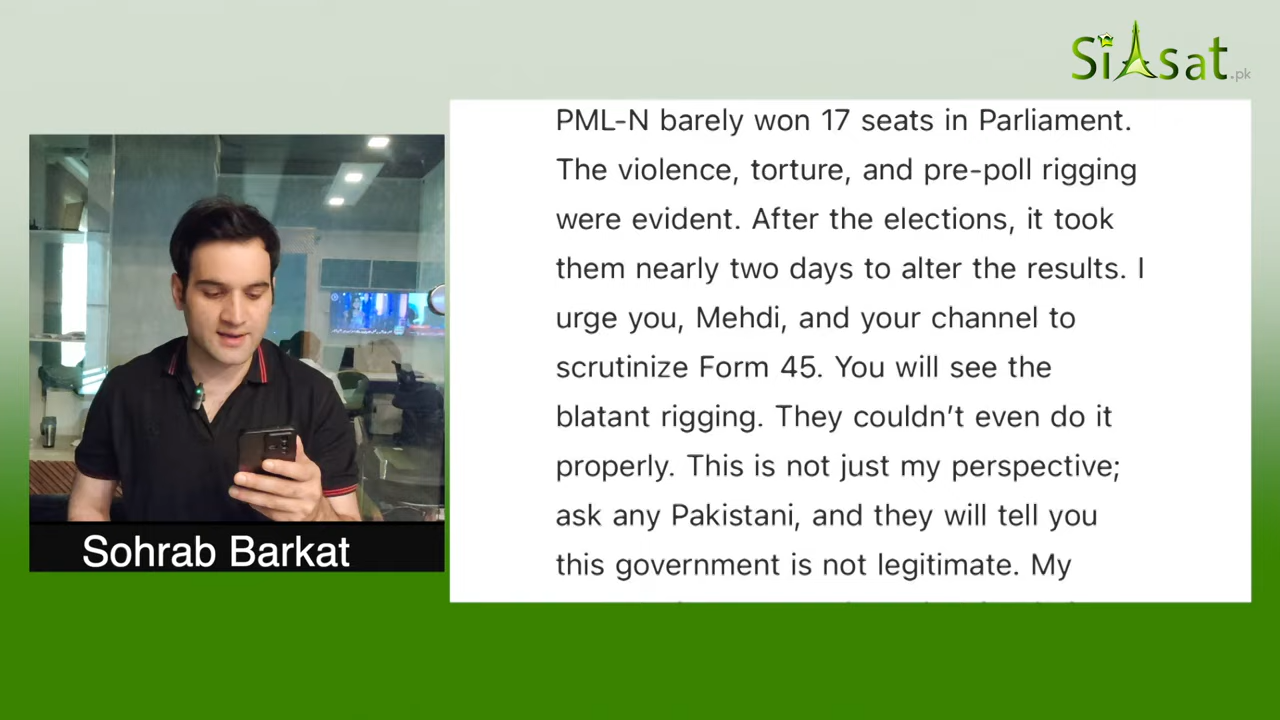 SiAsat.pk
PML-N barely won 17 seats in Parliament.
The violence, torture, and pre-poll rigging
were evident. After the elections, it took
them nearly two days to alter the results. I
urge you, Mehdi, and your channel to
scrutinize Form 45. You will see the
blatant rigging. They couldn’t even do it
properly. This is not just my perspective;
ask any Pakistani, and they will tell you
this government is not legitimate. My
Sohrab Barkat